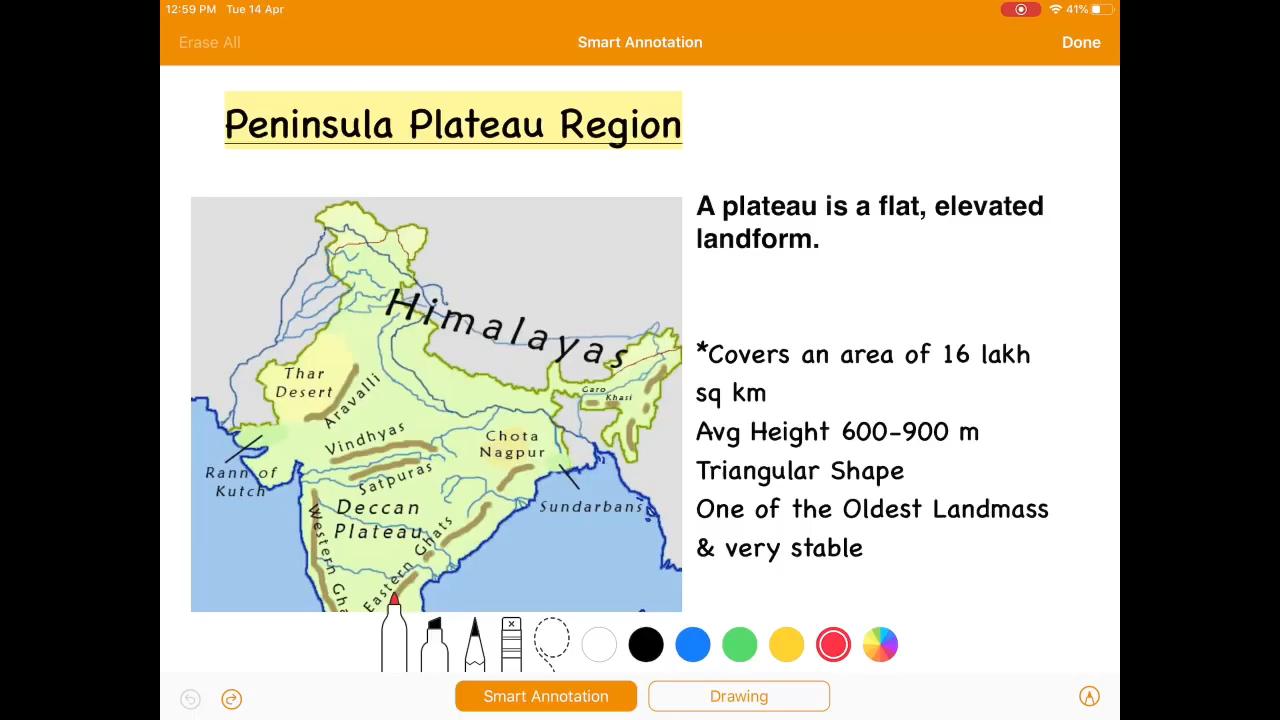 12:59 PM Tue 14 Apr
41%
Erase All
Smart Annotation
Done
Peninsula Plateau Region
A plateau is a flat, elevated
landform.
*Covers an area of 16 lakh
sq km
Avg Height 600-900 m
Triangular Shape
One of the Oldest Landmass
& very stable
Himalayas
Thar
Desert
Aravalli
Garo
Khasi
Vindhyas
Chota
Nagpur
Rann of
Kutch
Satpuras
Sundarbans
Deccan
Plateau
Western Gha
Eastern Ghats
Smart Annotation
Drawing